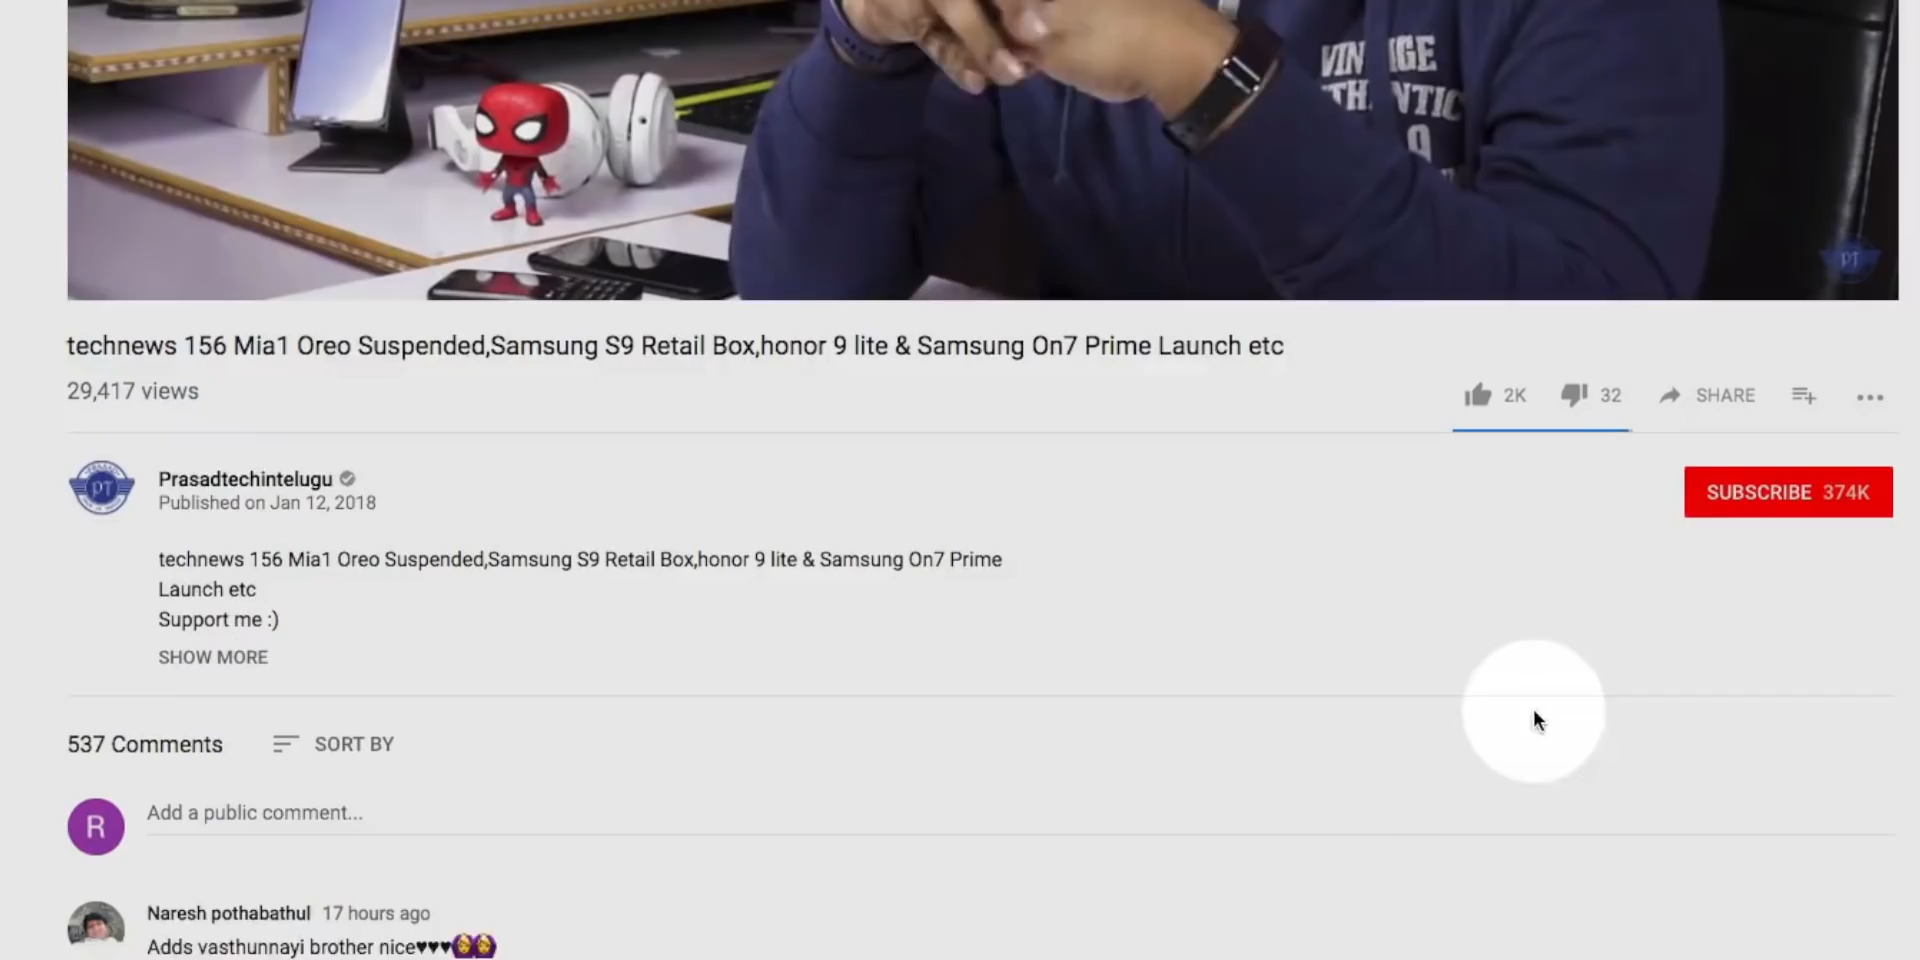 technews 156 Mia1 Oreo Suspended,Samsung S9 Retail Box,honor 9 lite & Samsung On7 Prime Launch etc
29,417 views
2K 32 SHARE
Prasadtechintelugu
Published on Jan 12, 2018
SUBSCRIBE 374K
technews 156 Mia1 Oreo Suspended,Samsung S9 Retail Box,honor 9 lite & Samsung On7 Prime
Launch etc
Support me :)
SHOW MORE
537 Comments SORT BY
R
Add a public comment...
Naresh pothabathul 17 hours ago
Adds vasthunnayi brother nice♥♥♥🙆🙆
PT
PT